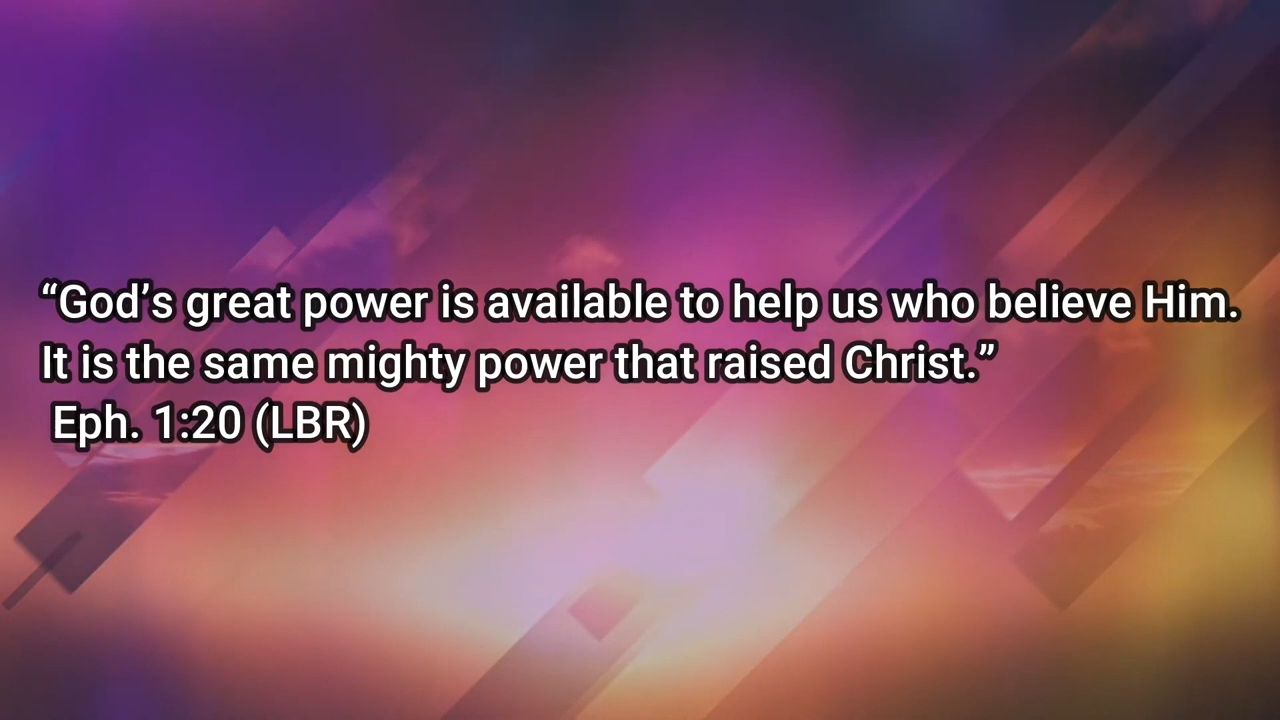 “God’s great power is available to help us who believe Him.
It is the same mighty power that raised Christ.”
Eph. 1:20 (LBR)